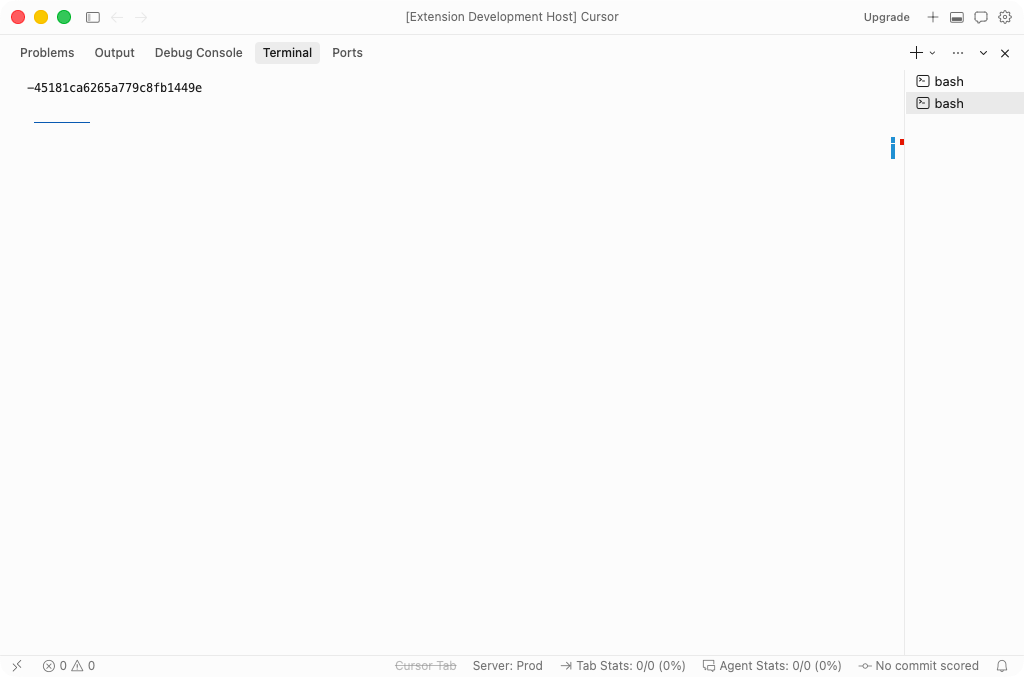 [Extension Development Host] Cursor
Upgrade
Problems Output Debug Console Terminal Ports
—45181ca6265a779c8fb1449e
bash
bash
0 0 Cursor Tab Server: Prod Tab Stats: 0/0 (0%) Agent Stats: 0/0 (0%) No commit scored